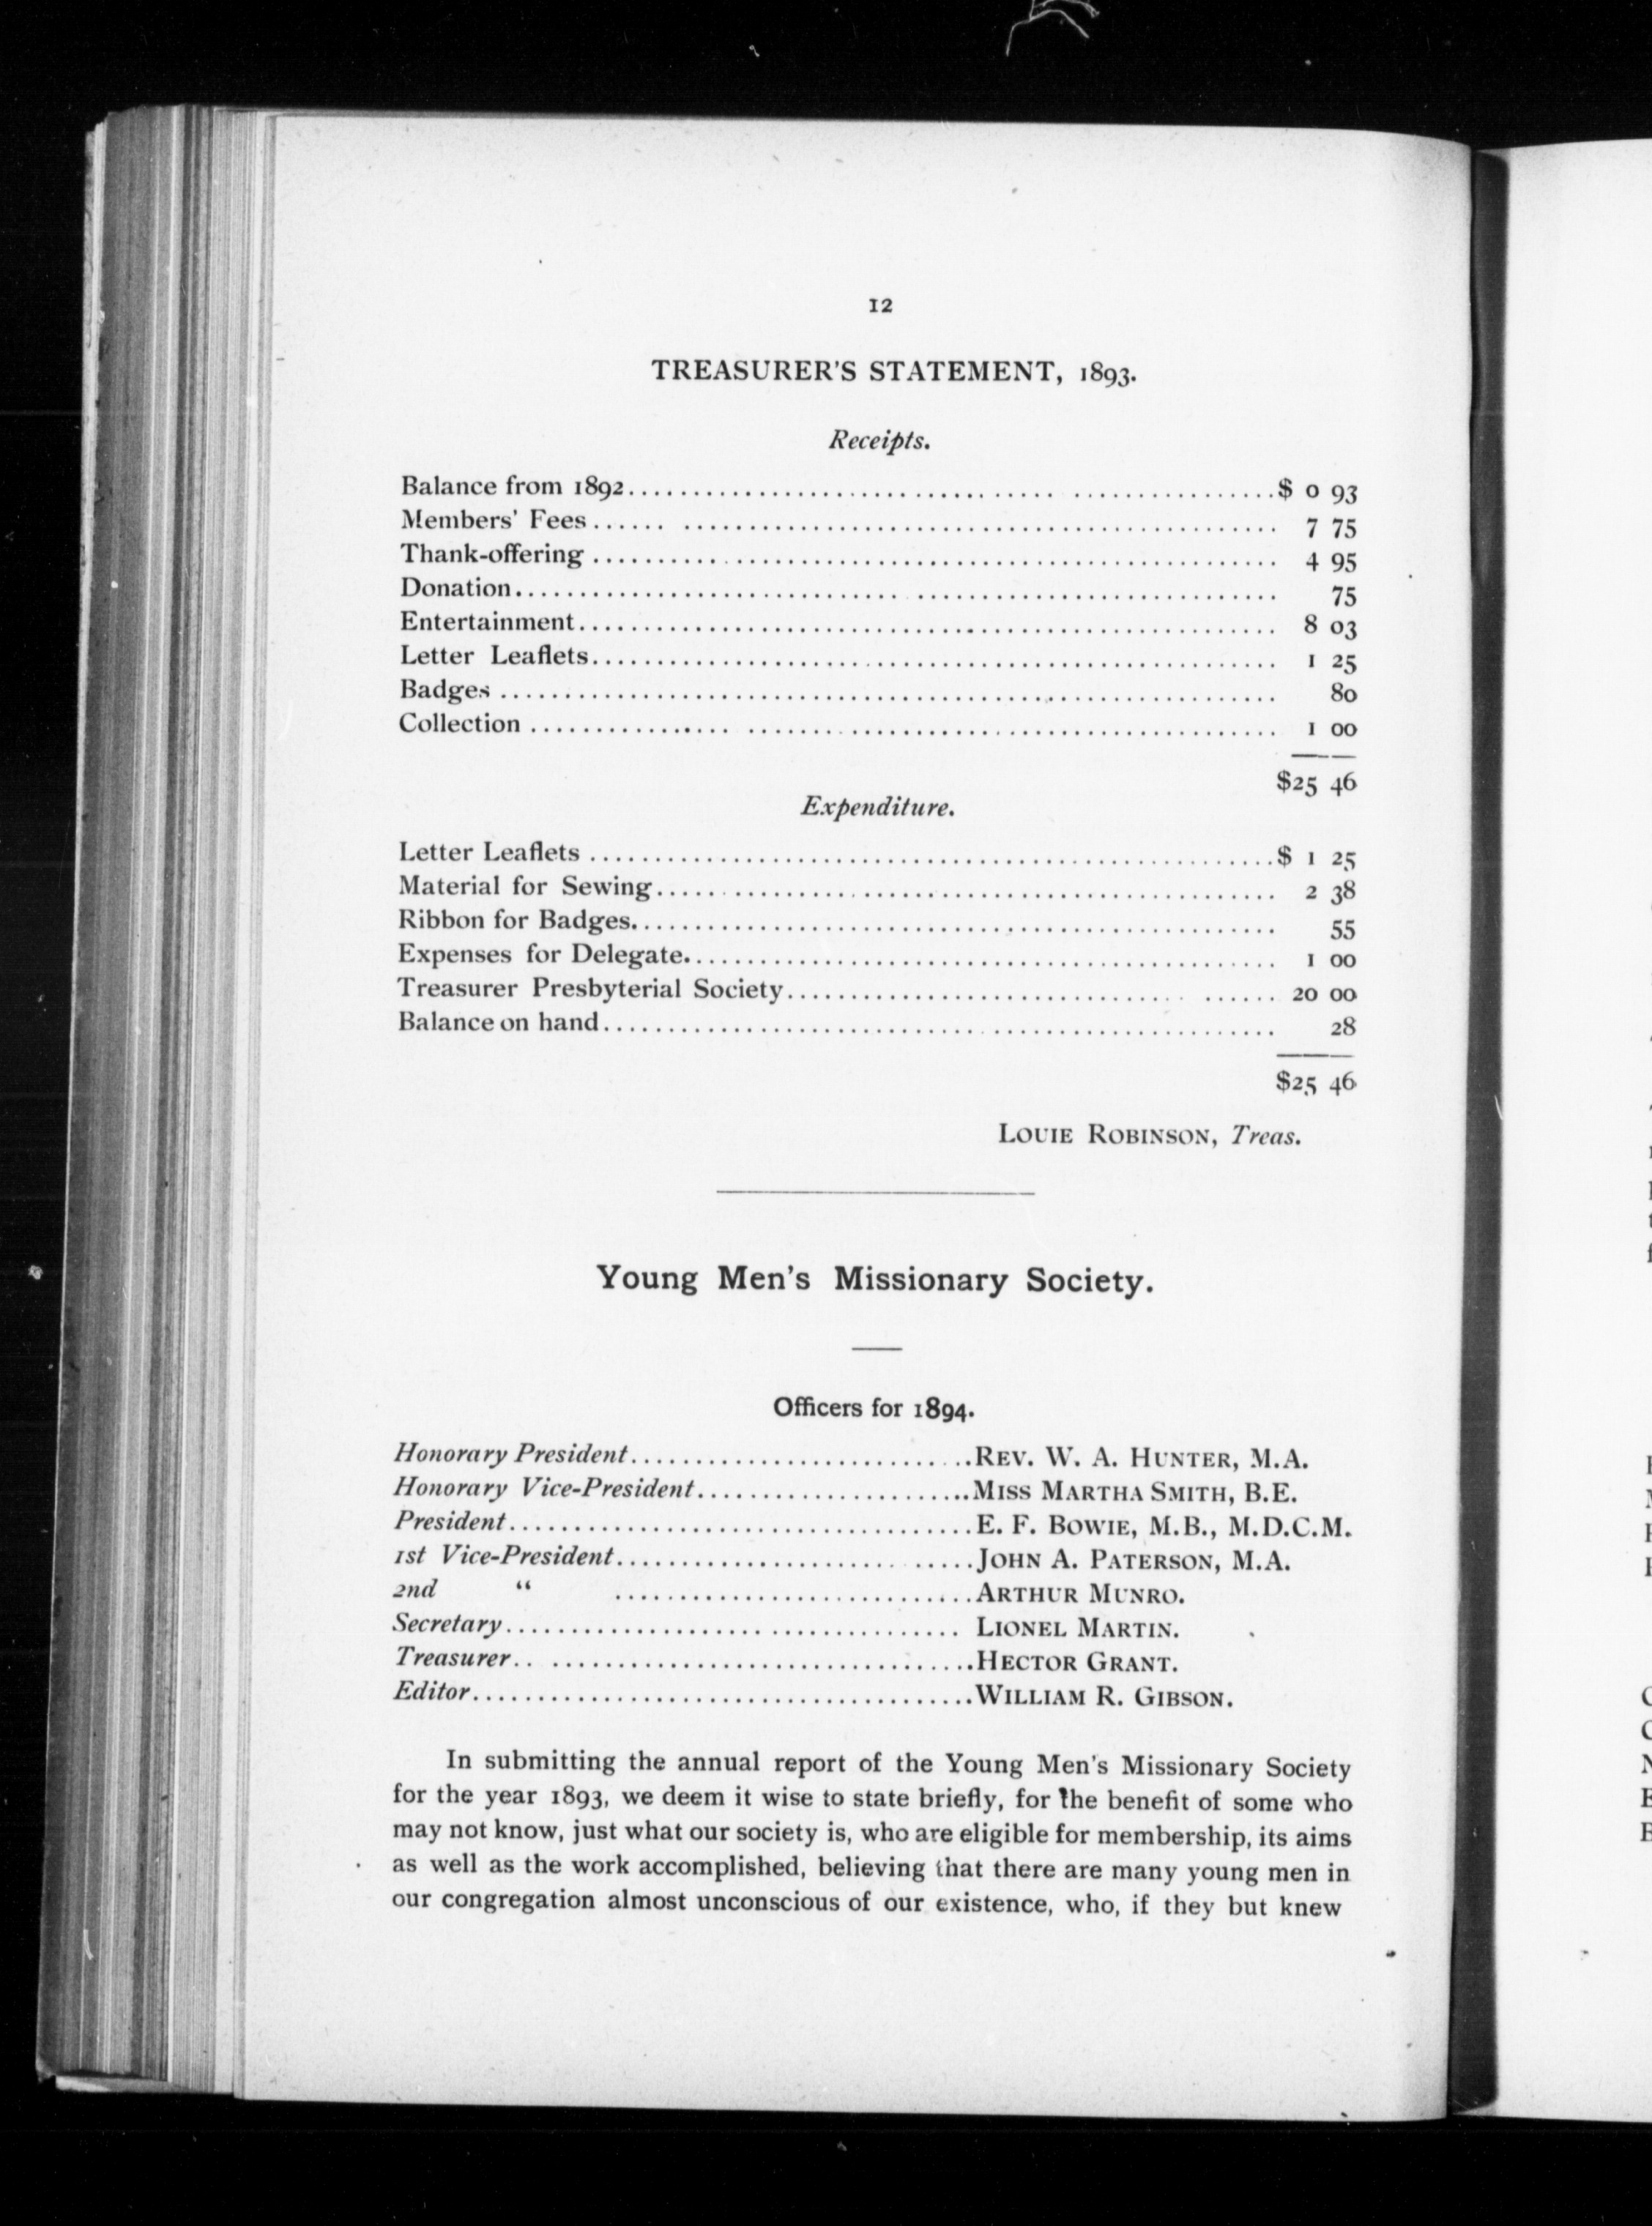 12
TREASURER'S STATEMENT, 1893.
Receipts.
Balance from 1892................................................$ 0 93
Members' Fees................................................ 7 75
Thank-offering................................................ 4 95
Donation................................................ 75
Entertainment................................................ 8 03
Letter Leaflets................................................ 1 25
Badges................................................ 80
Collection................................................ 1 00
$25 46
Expenditure.
Letter Leaflets................................................$ 1 25
Material for Sewing................................................ 2 38
Ribbon for Badges................................................ 55
Expenses for Delegate................................................ 1 00
Treasurer Presbyterial Society................................................ 20 00
Balance on hand................................................ 28
$25 46
LOUIE ROBINSON, Treas.
Young Men's Missionary Society.
Officers for 1894.
Honorary President...........................REV. W. A. HUNTER, M.A.
Honorary Vice-President......................MISS MARTHA SMITH, B.E.
President....................................E. F. BOWIE, M.B., M.D.C.M.
1st Vice-President...........................JOHN A. PATERSON, M.A.
2nd “ ............................ARTHUR MUNRO.
Secretary................................... LIONEL MARTIN.
Treasurer...................................HECTOR GRANT.
Editor.......................................WILLIAM R. GIBSON.
In submitting the annual report of the Young Men's Missionary Society
for the year 1893, we deem it wise to state briefly, for the benefit of some who
may not know, just what our society is, who are eligible for membership, its aims
as well as the work accomplished, believing that there are many young men in
our congregation almost unconscious of our existence, who, if they but knew